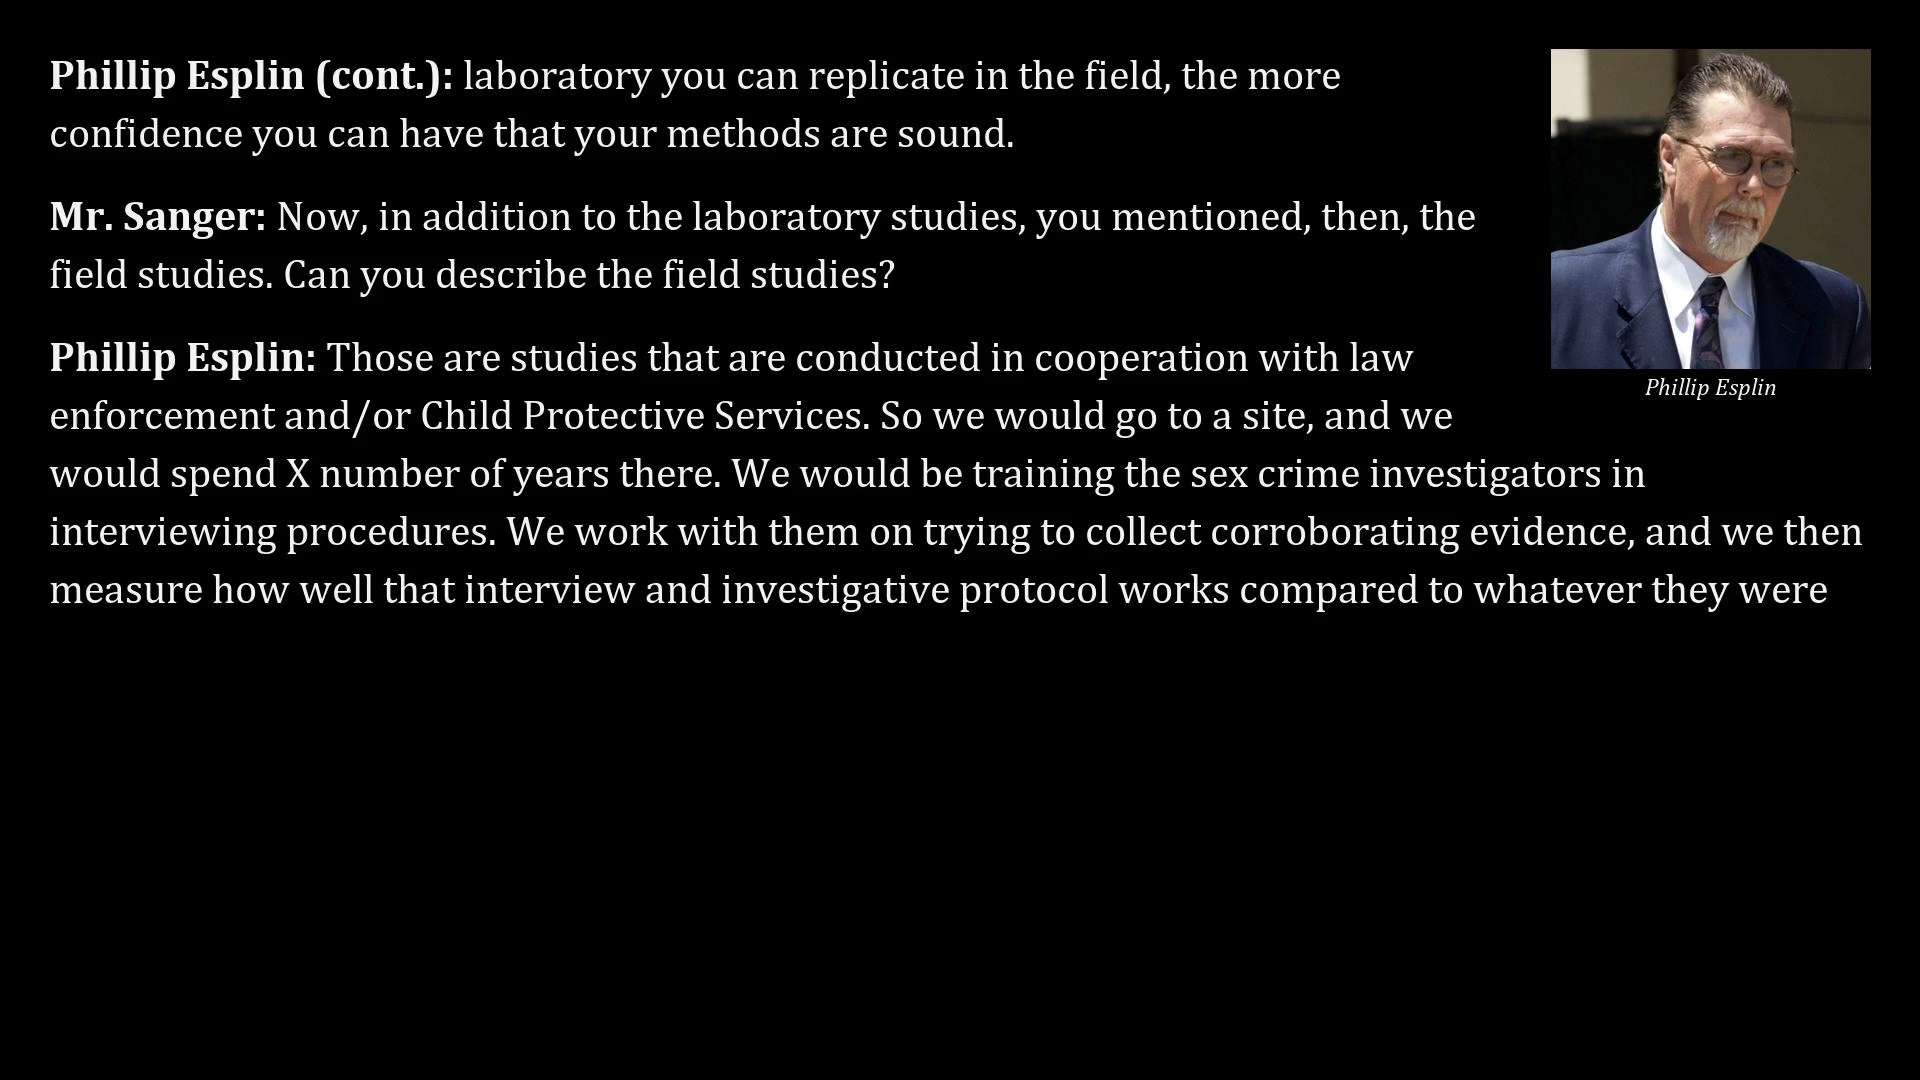 Phillip Esplin (cont.): laboratory you can replicate in the field, the more
confidence you can have that your methods are sound.
Mr. Sanger: Now, in addition to the laboratory studies, you mentioned, then, the
field studies. Can you describe the field studies?
Phillip Esplin: Those are studies that are conducted in cooperation with law
enforcement and/or Child Protective Services. So we would go to a site, and we
would spend X number of years there. We would be training the sex crime investigators in
interviewing procedures. We work with them on trying to collect corroborating evidence, and we then
measure how well that interview and investigative protocol works compared to whatever they were
Phillip Esplin